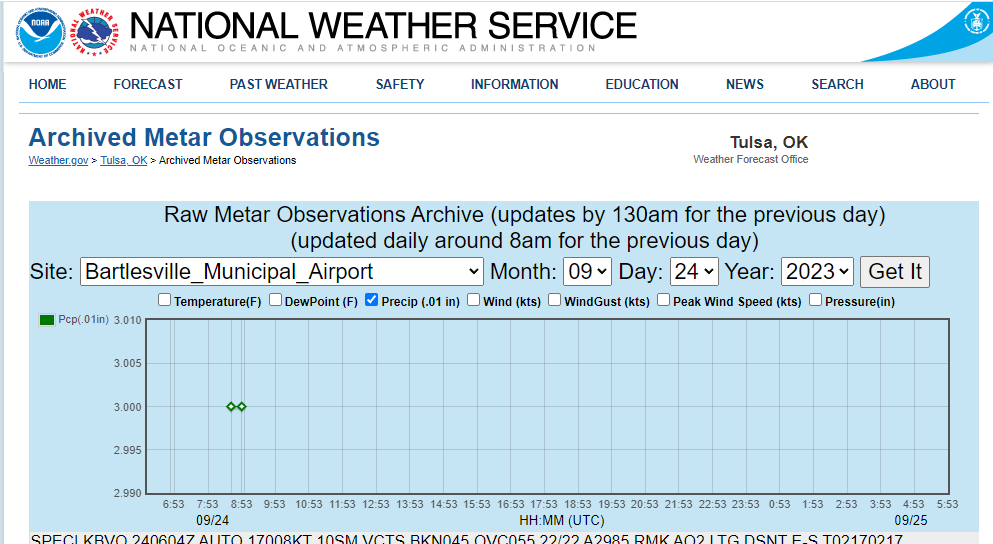 NATIONAL WEATHER SERVICE
NATIONAL OCEANIC AND ATMOSPHERIC ADMINISTRATION
HOME FORECAST PAST WEATHER SAFETY INFORMATION EDUCATION NEWS SEARCH ABOUT
Archived Metar Observations
Weather.gov > Tulsa, OK > Archived Metar Observations
Tulsa, OK
Weather Forecast Office
Raw Metar Observations Archive (updates by 130am for the previous day)
(updated daily around 8am for the previous day)
Site: Bartlesville_Municipal_Airport Month: 09 Day: 24 Year: 2023 Get It
Temperature(F) DewPoint (F) Precip (.01 in) Wind (kts) WindGust (kts) Peak Wind Speed (kts) Pressure(in)
Pcp(.01in) 3.010
3.005
3.000
2.995
2.990
6:53 7:53 8:53 9:53 10:53 11:53 12:53 13:53 14:53 15:53 16:53 17:53 18:53 19:53 20:53 21:53 22:53 23:53 0:53 1:53 2:53 3:53 4:53 5:53
09/24 HH:MM (UTC) 09/25
SPECI KBVO 240604Z AUTO 17008KT 10SM VCTS BKN045 OVC055 22/22 A2985 RMK AO2 LTG DSNT E-S T02170217